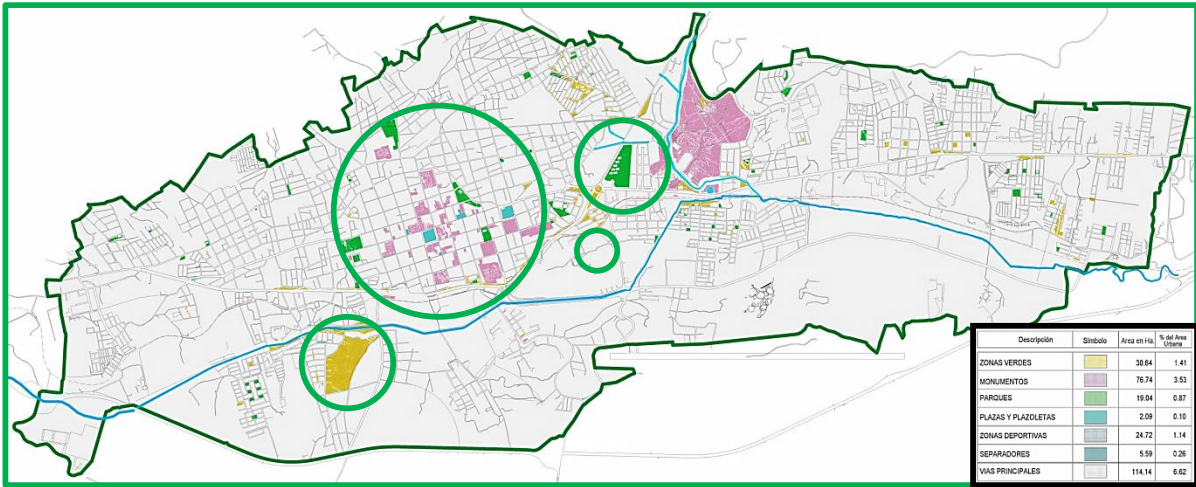 Descripción Símbolo Area en Ha. % del Area Urbana
ZONAS VERDES 30.64 1.41
MONUMENTOS 76.74 3.53
PARQUES 19.04 0.87
PLAZAS Y PLAZOLETAS 2.09 0.10
ZONAS DEPORTIVAS 24.72 1.14
SEPARADORES 5.59 0.26
VIAS PRINCIPALES 114.14 6.62